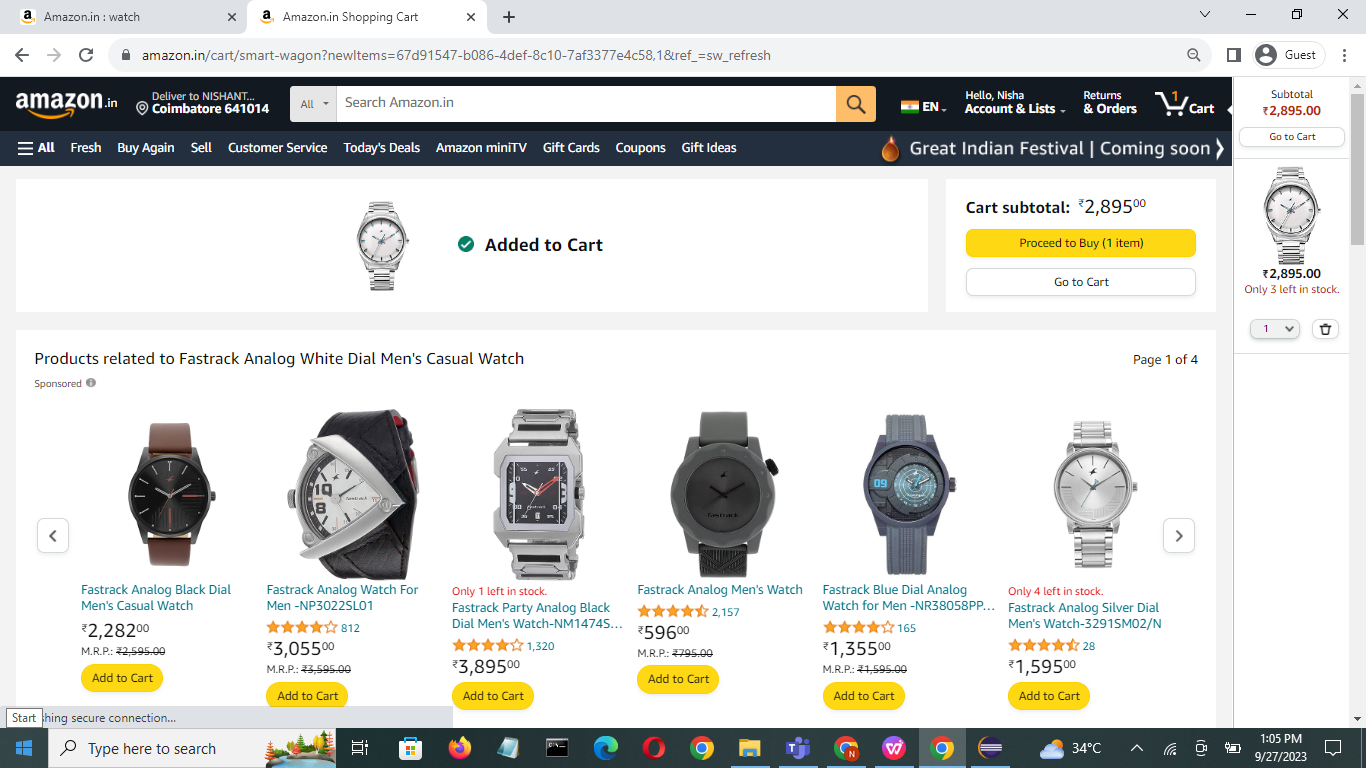 Amazon.in : watch
Amazon.in Shopping Cart
amazon.in/cart/smart-wagon?newItems=67d91547-b086-4def-8c10-7af3377e4c58,1&ref_=sw_refresh
Guest
amazon.in
Deliver to NISHANT...
Coimbatore 641014
All
Search Amazon.in
EN
Hello, Nisha
Account & Lists
Returns
& Orders
1
Cart
All
Fresh
Buy Again
Sell
Customer Service
Today's Deals
Amazon miniTV
Gift Cards
Coupons
Gift Ideas
Great Indian Festival | Coming soon
Subtotal
₹2,895.00
Go to Cart
₹2,895.00
Only 3 left in stock.
1
Added to Cart
Cart subtotal: ₹2,89500
Proceed to Buy (1 item)
Go to Cart
Products related to Fastrack Analog White Dial Men's Casual Watch
Page 1 of 4
Sponsored
Fastrack Analog Black Dial
Men's Casual Watch
₹2,28200
M.R.P.: ₹2,595.00
Add to Cart
Fastrack Analog Watch For
Men -NP3022SL01
812
₹3,05500
M.R.P.: ₹3,595.00
Add to Cart
Only 1 left in stock.
Fastrack Party Analog Black
Dial Men's Watch-NM1474S...
1,320
₹3,89500
Add to Cart
Fastrack Analog Men's Watch
2,157
₹59600
M.R.P.: ₹795.00
Add to Cart
Fastrack Blue Dial Analog
Watch for Men -NR38058PP...
165
₹1,35500
M.R.P.: ₹1,595.00
Add to Cart
Only 4 left in stock.
Fastrack Analog Silver Dial
Men's Watch-3291SM02/N
28
₹1,59500
Add to Cart
Start
hing secure connection...
Type here to search
34°C
1:05 PM
9/27/2023